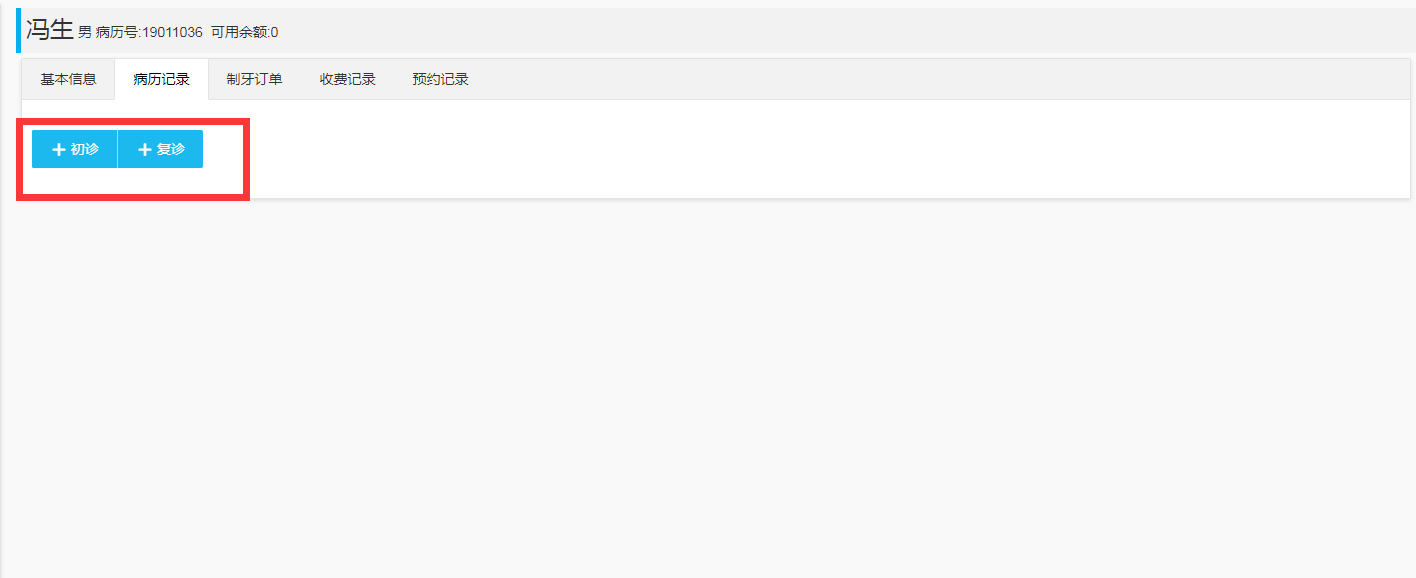 冯生 男 病历号:19011036 可用余额:0
基本信息 病历记录 制牙订单 收费记录 预约记录
+ 初诊 + 复诊